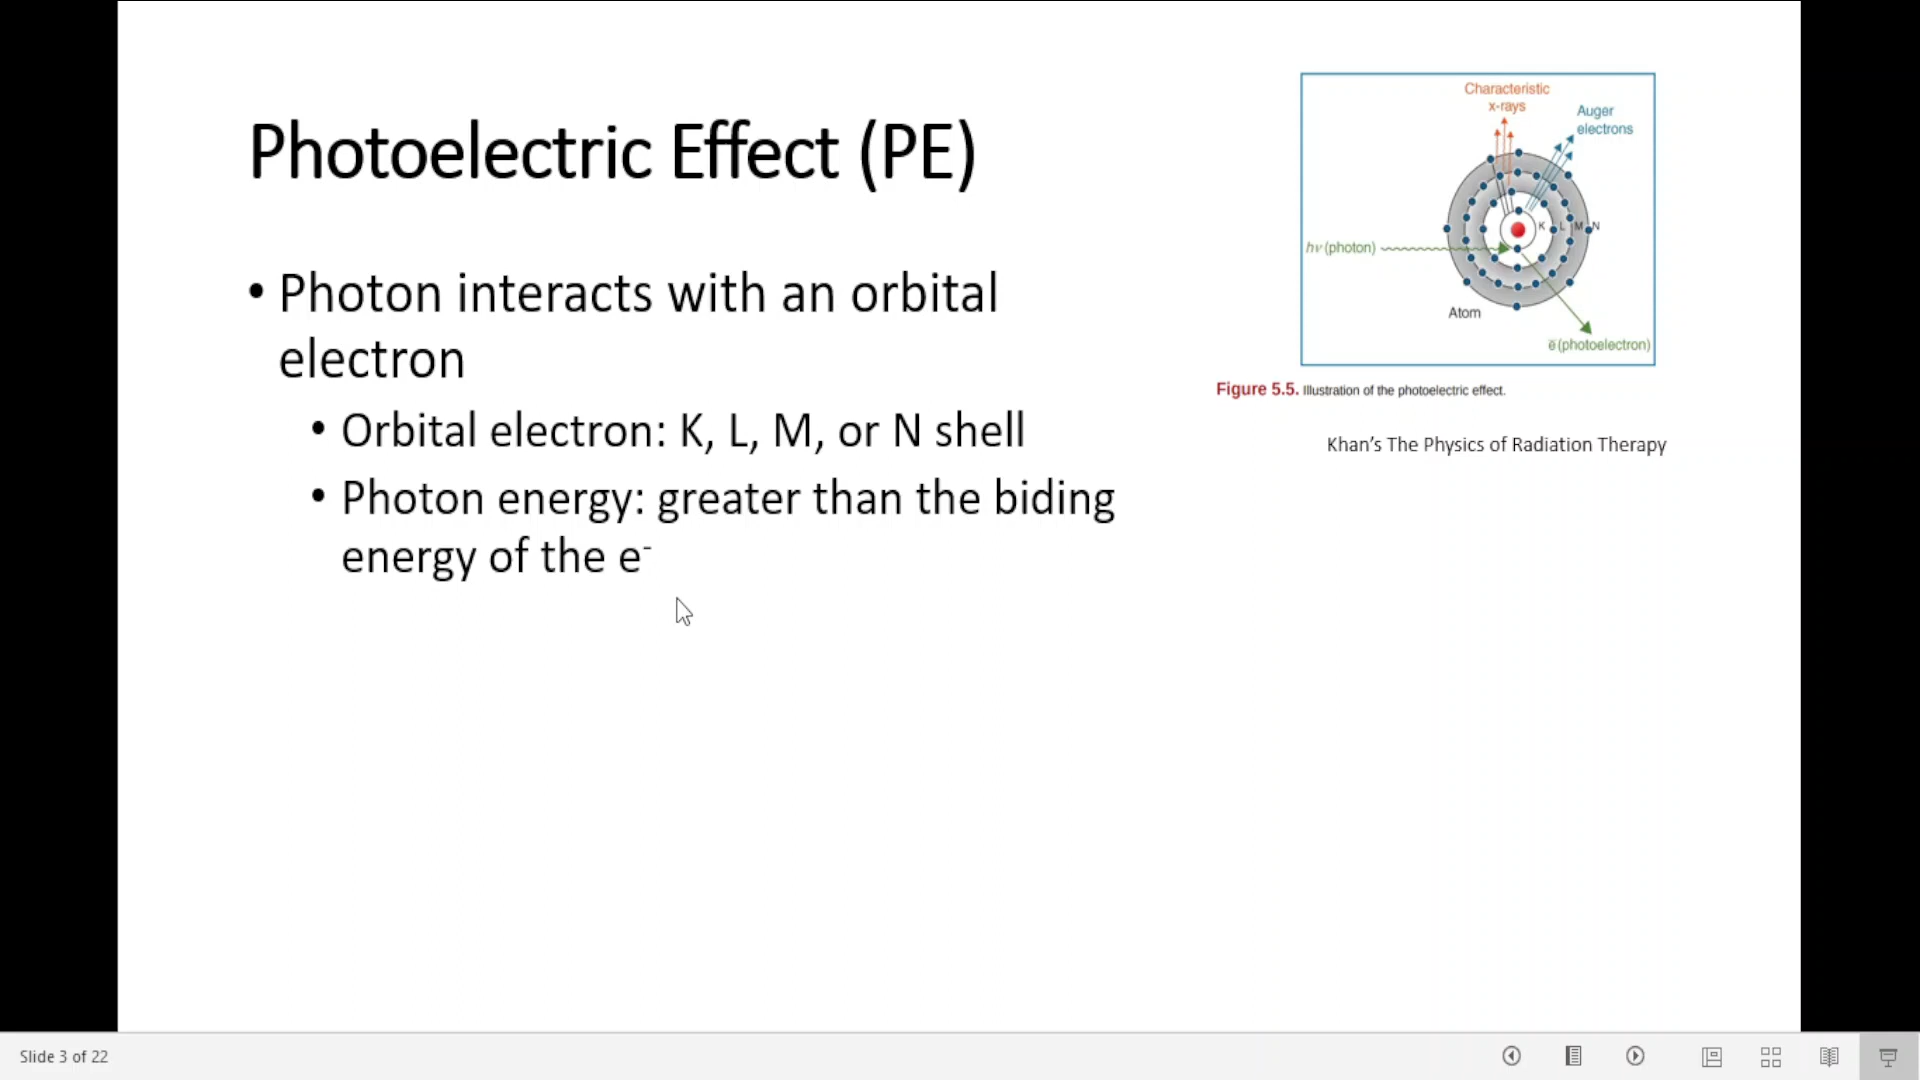 Photoelectric Effect (PE)
• Photon interacts with an orbital
electron
• Orbital electron: K, L, M, or N shell
• Photon energy: greater than the biding
energy of the e⁻
Characteristic
x-rays
Auger
electrons
K L M N
hν (photon)
Atom
e̅ (photoelectron)
Figure 5.5. Illustration of the photoelectric effect.
Khan’s The Physics of Radiation Therapy
Slide 3 of 22